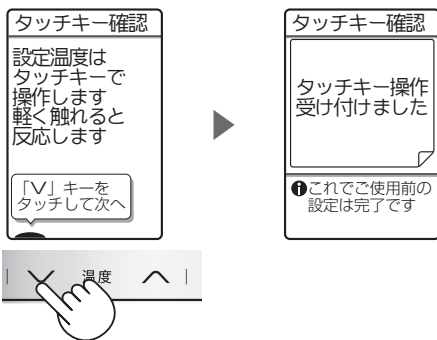 タッチキー確認
設定温度は
タッチキーで
操作します
軽く触れると
反応します
「∨」キーを
タッチして次へ
温度
タッチキー確認
タッチキー操作
受け付けました
これでご使用前の
設定は完了です